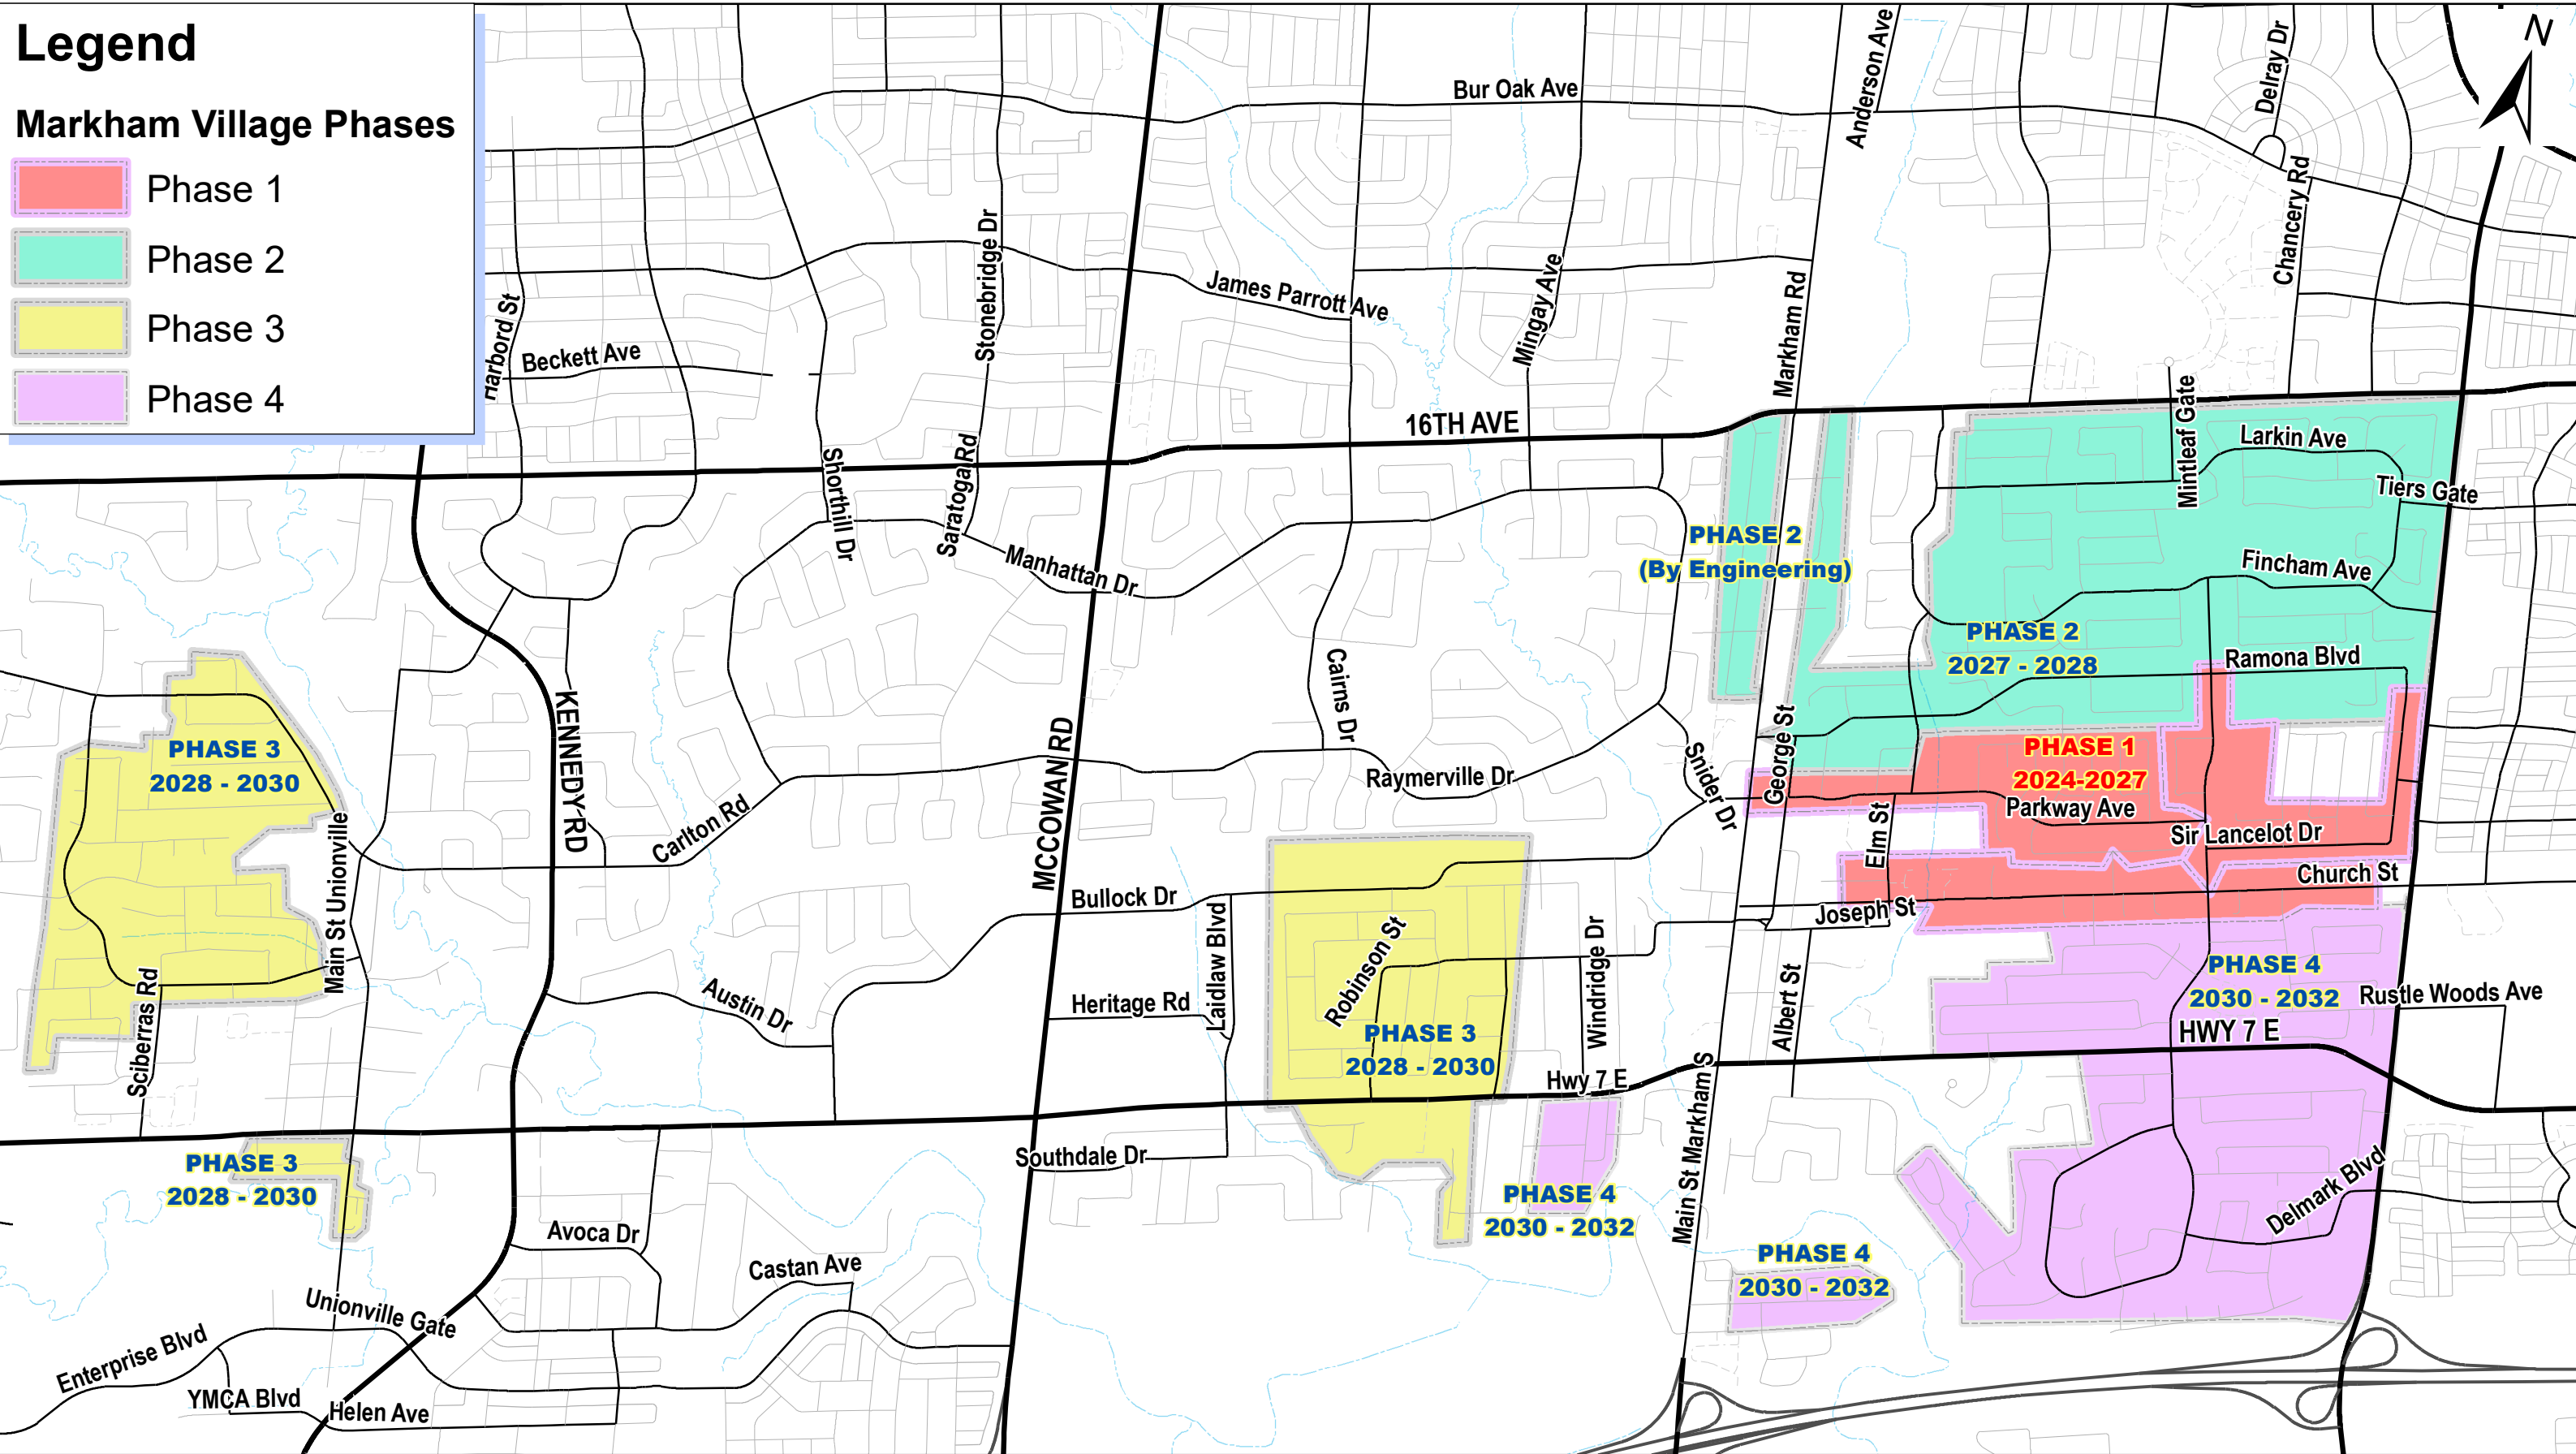 Legend
Markham Village Phases
Phase 1
Phase 2
Phase 3
Phase 4
N
Bur Oak Ave
Anderson Ave
Delray Dr
Chancery Rd
Stonebridge Dr
Harbord St
Beckett Ave
James Parrott Ave
Mingay Ave
Markham Rd
16TH AVE
Mintleaf Gate
Larkin Ave
Tiers Gate
Shorthill Dr
Saratoga Rd
Manhattan Dr
PHASE 2
(By Engineering)
Fincham Ave
PHASE 2
2027 - 2028
Ramona Blvd
Cairns Dr
KENNEDY RD
MCCOWAN RD
George St
Snider Dr
PHASE 3
2028 - 2030
PHASE 1
2024-2027
Raymerville Dr
Parkway Ave
Carlton Rd
Main St Unionville
Elm St
Sir Lancelot Dr
Church St
Bullock Dr
Joseph St
Laidlaw Blvd
Robinson St
Windridge Dr
Albert St
PHASE 4
2030 - 2032
Rustle Woods Ave
HWY 7 E
Sciberras Rd
Austin Dr
Heritage Rd
PHASE 3
2028 - 2030
Hwy 7 E
Main St Markham S
Southdale Dr
PHASE 3
2028 - 2030
PHASE 4
2030 - 2032
Delmark Blvd
Avoca Dr
Castan Ave
PHASE 4
2030 - 2032
Unionville Gate
Enterprise Blvd
YMCA Blvd
Helen Ave